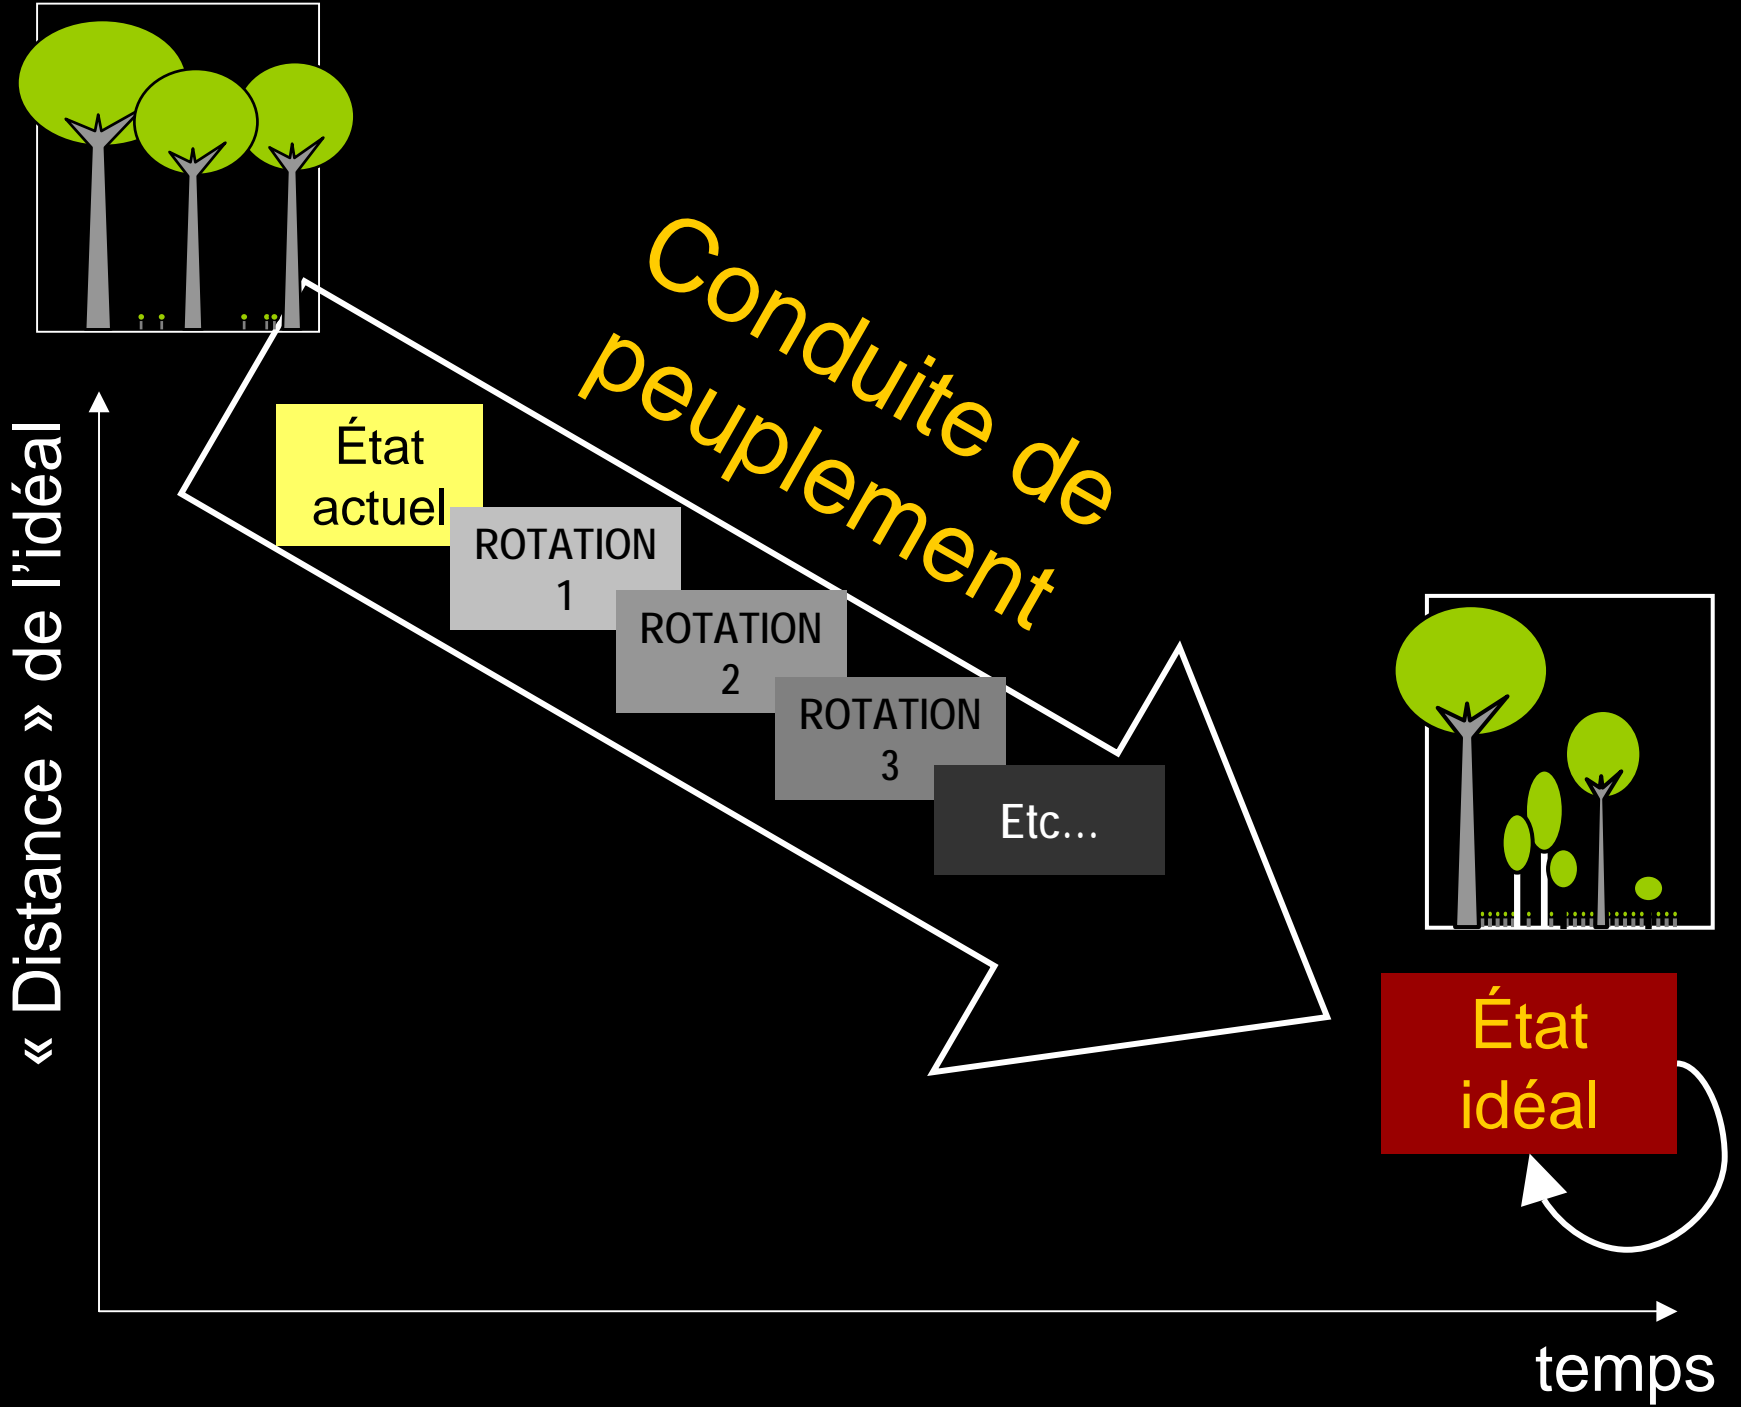 Conduite de
peuplement
« Distance » de l’idéal
État
actuel
ROTATION
1
ROTATION
2
ROTATION
3
Etc…
État
idéal
temps